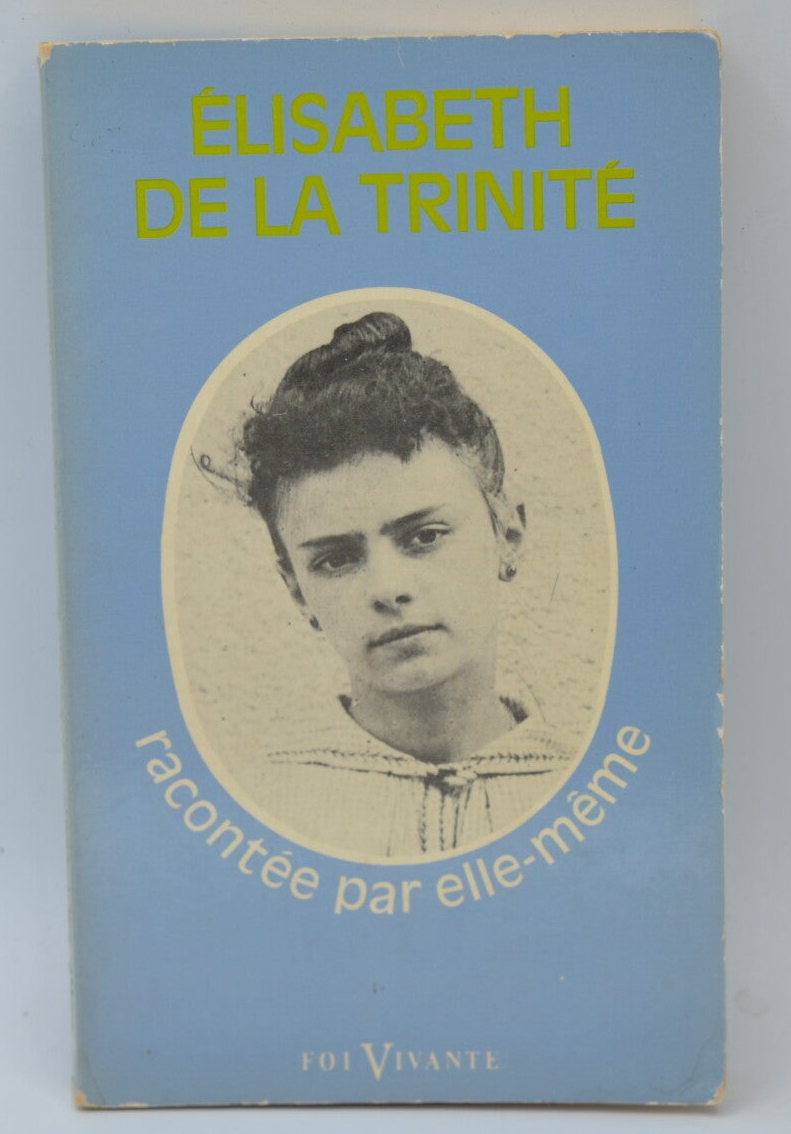 ÉLISABETH
DE LA TRINITÉ
racontée par elle-même
FOI VIVANTE